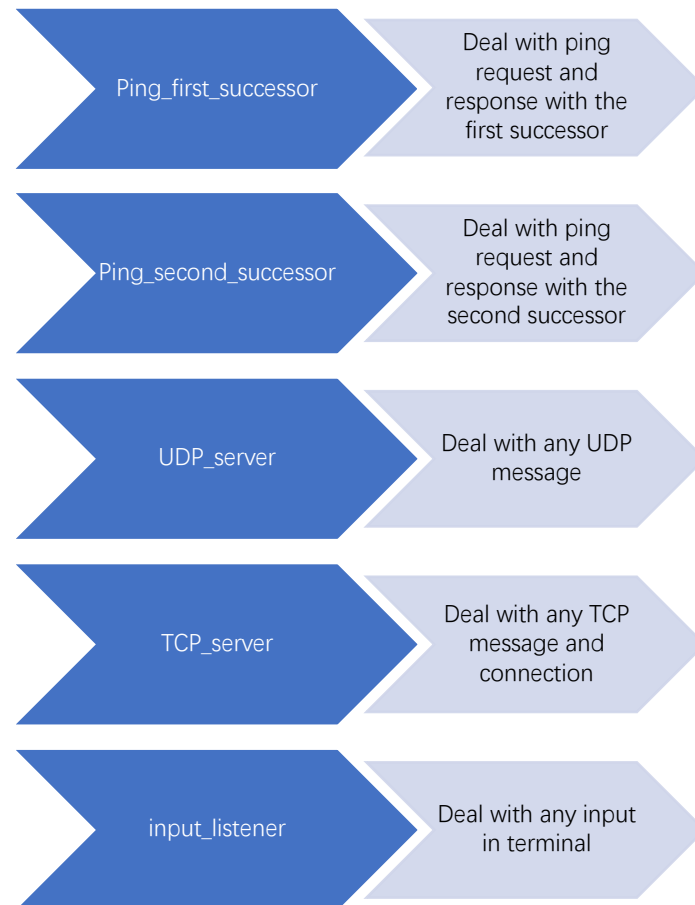 Ping_first_successor
Deal with ping
request and
response with the
first successor
Ping_second_successor
Deal with ping
request and
response with the
second successor
UDP_server
Deal with any UDP
message
TCP_server
Deal with any TCP
message and
connection
input_listener
Deal with any input
in terminal